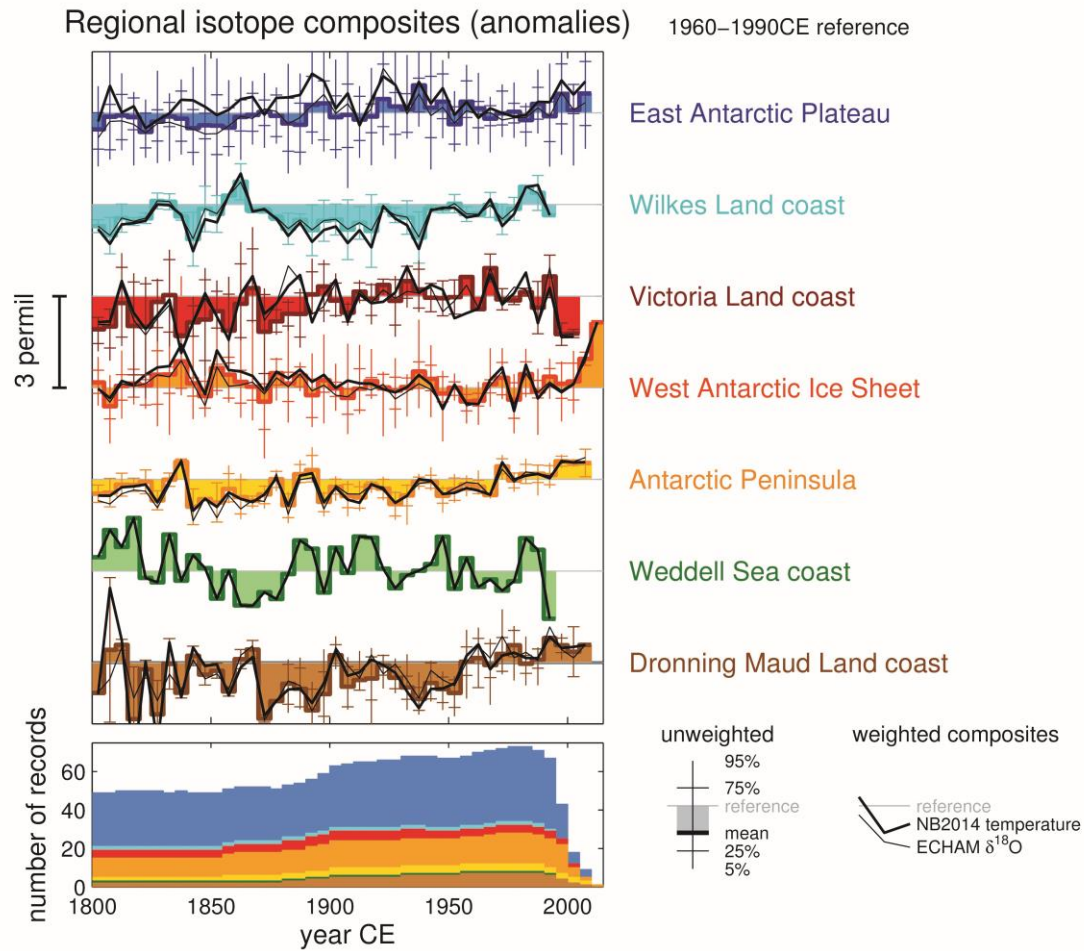 Regional isotope composites (anomalies)
1960–1990CE reference
East Antarctic Plateau
Wilkes Land coast
Victoria Land coast
3 permil
West Antarctic Ice Sheet
Antarctic Peninsula
Weddell Sea coast
Dronning Maud Land coast
number of records
60
40
20
0
1800
1850
1900
1950
2000
year CE
unweighted
95%
75%
reference
mean
25%
5%
weighted composites
reference
NB2014 temperature
ECHAM δ¹⁸O